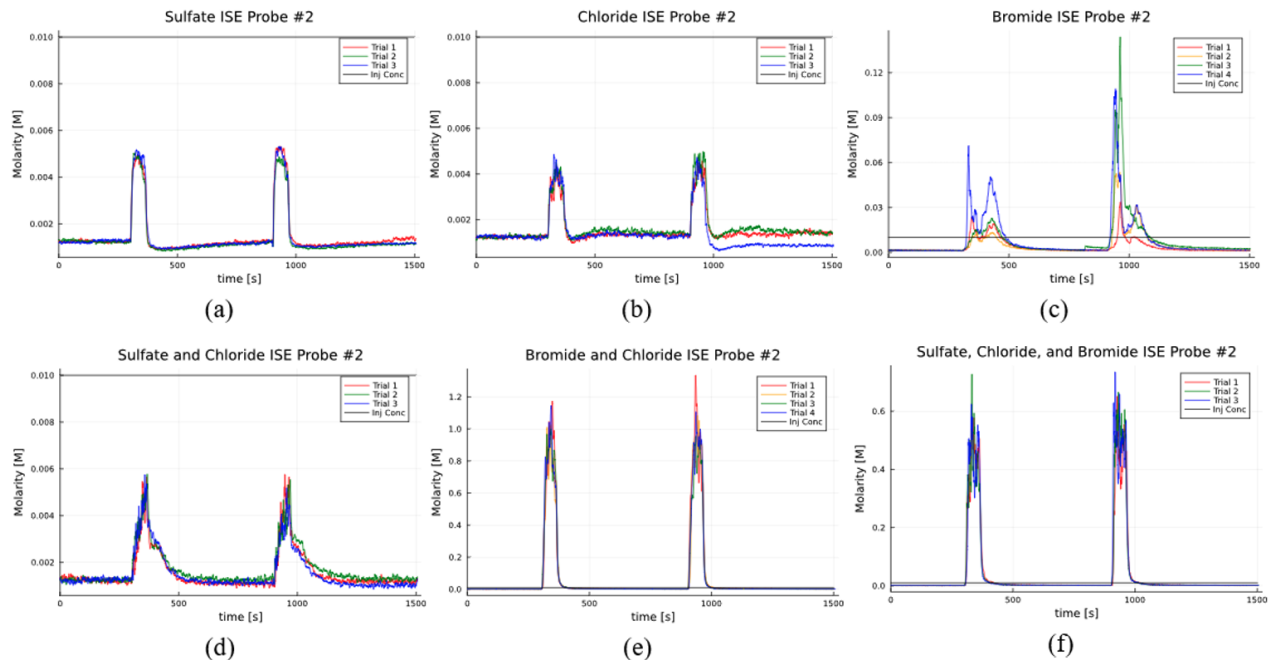 Sulfate ISE Probe #2
0.010
0.008
0.006
0.004
0.002
Molarity [M]
0
500
1000
1500
time [s]
Trial 1
Trial 2
Trial 3
Inj Conc
(a)
Chloride ISE Probe #2
0.010
0.008
0.006
0.004
0.002
Molarity [M]
0
500
1000
1500
time [s]
Trial 1
Trial 2
Trial 3
Inj Conc
(b)
Bromide ISE Probe #2
0.12
0.09
0.06
0.03
0.00
Molarity [M]
0
500
1000
1500
time [s]
Trial 1
Trial 2
Trial 3
Trial 4
Inj Conc
(c)
Sulfate and Chloride ISE Probe #2
0.010
0.008
0.006
0.004
0.002
Molarity [M]
0
500
1000
1500
time [s]
Trial 1
Trial 2
Trial 3
Inj Conc
(d)
Bromide and Chloride ISE Probe #2
1.2
1.0
0.8
0.6
0.4
0.2
0.0
Molarity [M]
0
500
1000
1500
time [s]
Trial 1
Trial 2
Trial 3
Trial 4
Inj Conc
(e)
Sulfate, Chloride, and Bromide ISE Probe #2
0.6
0.4
0.2
0.0
Molarity [M]
0
500
1000
1500
time [s]
Trial 1
Trial 2
Trial 3
Inj Conc
(f)